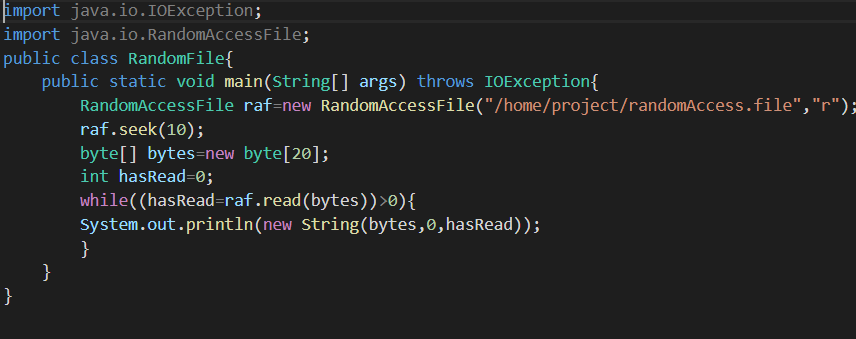 import java.io.IOException;
import java.io.RandomAccessFile;
public class RandomFile{
    public static void main(String[] args) throws IOException{
        RandomAccessFile raf=new RandomAccessFile("/home/project/randomAccess.file","r");
        raf.seek(10);
        byte[] bytes=new byte[20];
        int hasRead=0;
        while((hasRead=raf.read(bytes))>0){
        System.out.println(new String(bytes,0,hasRead));
        }
    }
}